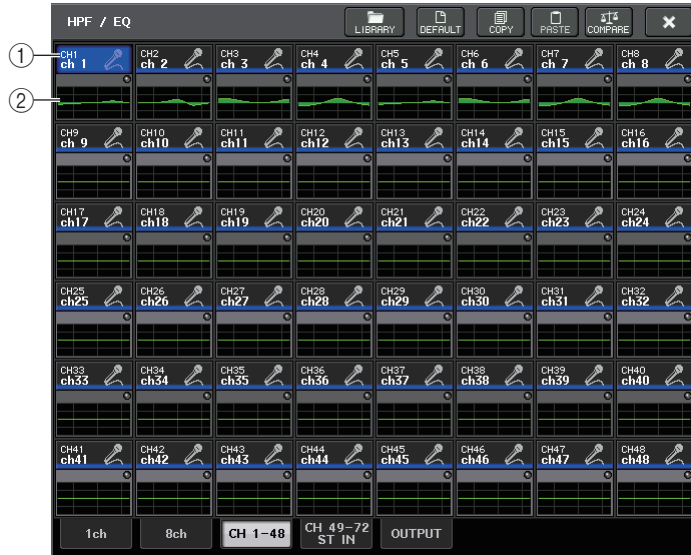 HPF / EQ
LIBRARY DEFAULT COPY PASTE COMPARE
1
CH1 CH2 CH3 CH4 CH5 CH6 CH7 CH8
ch 1 ch 2 ch 3 ch 4 ch 5 ch 6 ch 7 ch 8
2
CH9 CH10 CH11 CH12 CH13 CH14 CH15 CH16
ch 9 ch10 ch11 ch12 ch13 ch14 ch15 ch16
CH17 CH18 CH19 CH20 CH21 CH22 CH23 CH24
ch17 ch18 ch19 ch20 ch21 ch22 ch23 ch24
CH25 CH26 CH27 CH28 CH29 CH30 CH31 CH32
ch25 ch26 ch27 ch28 ch29 ch30 ch31 ch32
CH33 CH34 CH35 CH36 CH37 CH38 CH39 CH40
ch33 ch34 ch35 ch36 ch37 ch38 ch39 ch40
CH41 CH42 CH43 CH44 CH45 CH46 CH47 CH48
ch41 ch42 ch43 ch44 ch45 ch46 ch47 ch48
1ch 8ch CH 1-48 CH 49-72 OUTPUT
ST IN